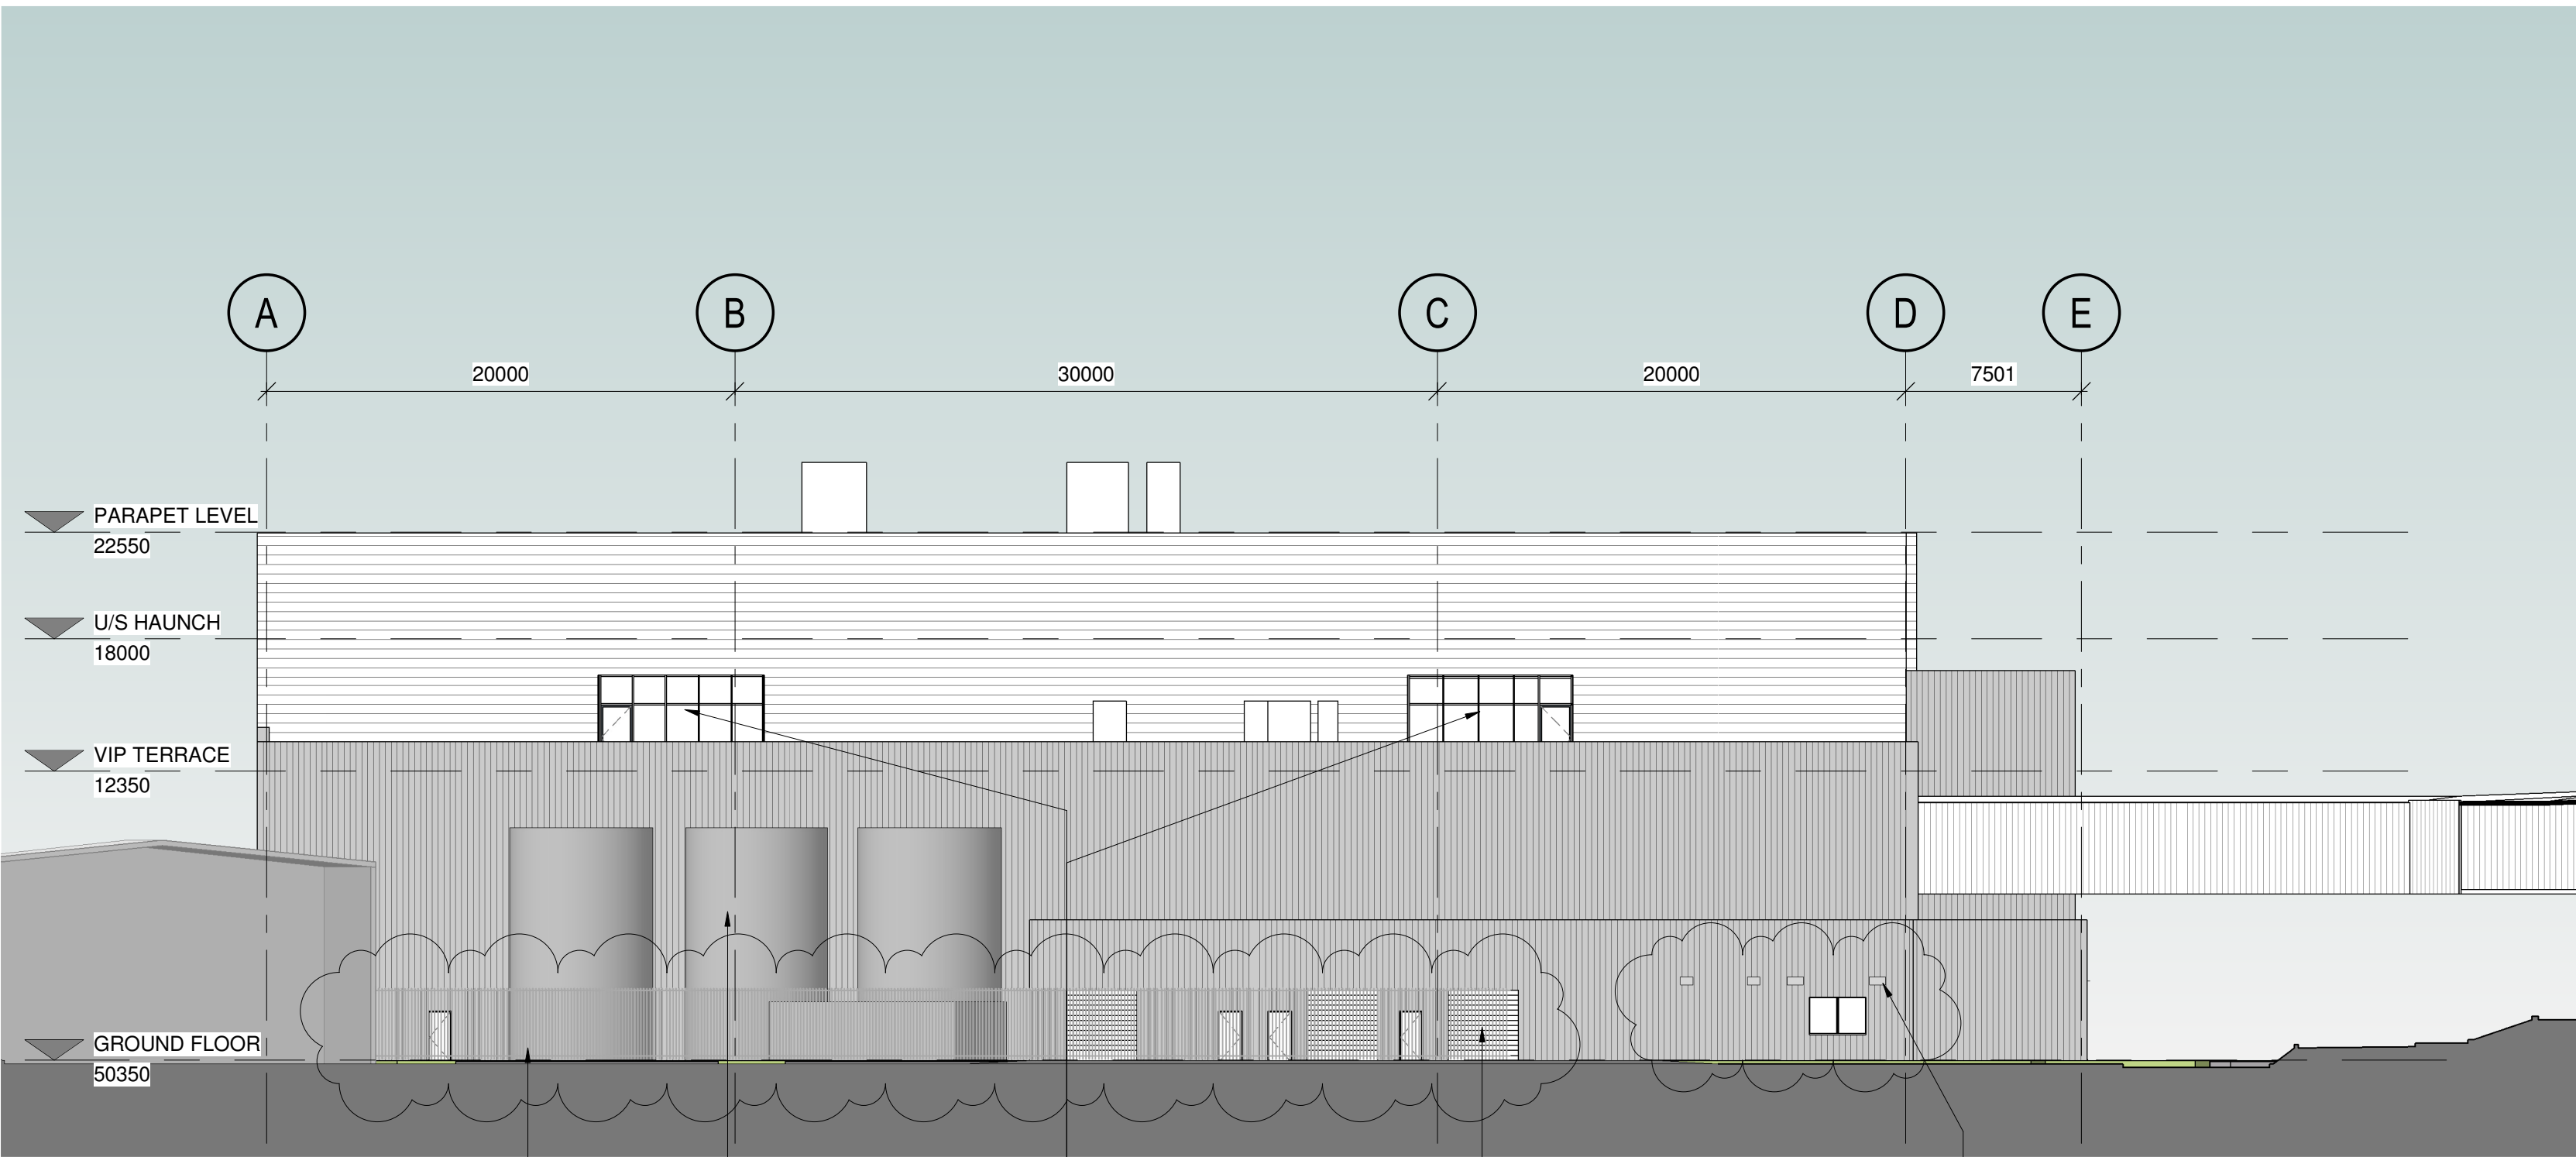 A B C D E
20000 30000 20000 7501
PARAPET LEVEL
22550
U/S HAUNCH
18000
VIP TERRACE
12350
GROUND FLOOR
50350